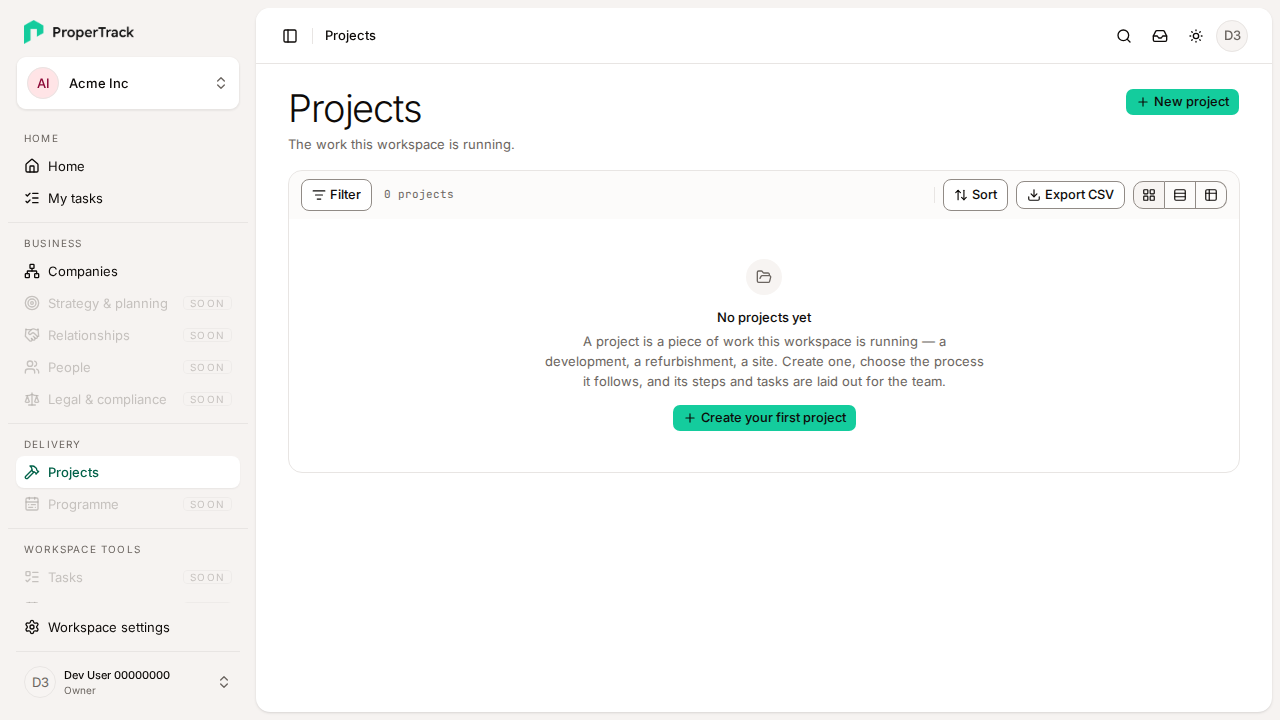 ProperTrack
AI
Acme Inc
HOME
Home
My tasks
BUSINESS
Companies
Strategy & planning SOON
Relationships SOON
People SOON
Legal & compliance SOON
DELIVERY
Projects
Programme SOON
WORKSPACE TOOLS
Tasks SOON
Workspace settings
D3
Dev User 00000000
Owner
Projects
D3
Projects
New project
The work this workspace is running.
Filter
0 projects
Sort
Export CSV
No projects yet
A project is a piece of work this workspace is running — a
development, a refurbishment, a site. Create one, choose the process
it follows, and its steps and tasks are laid out for the team.
Create your first project